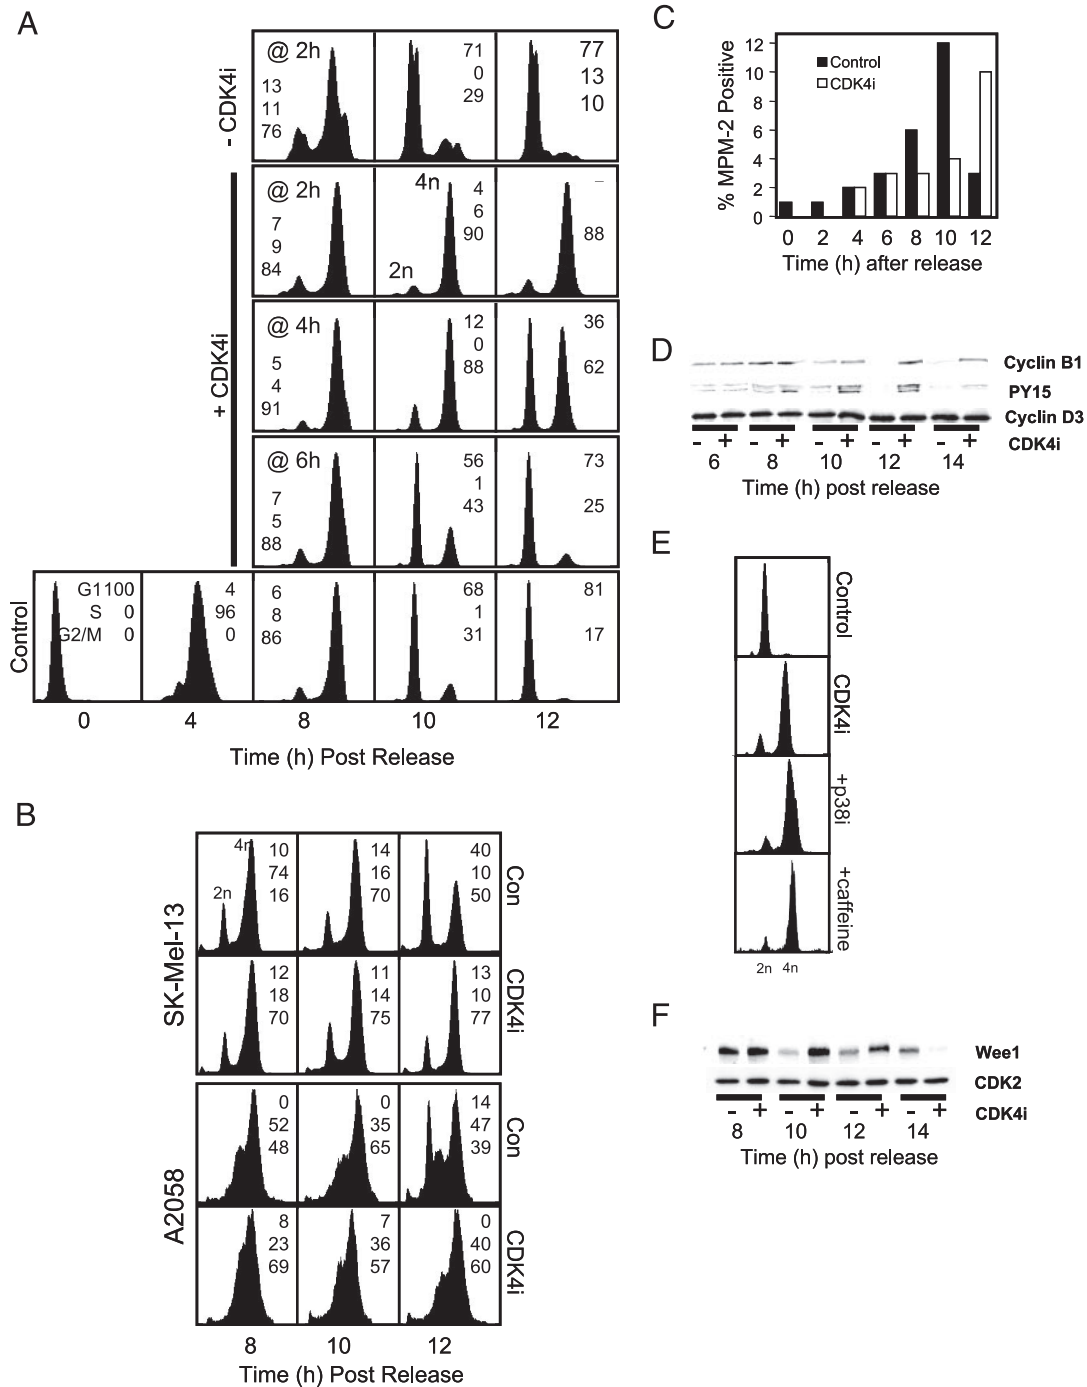 A
- CDK4i
@ 2h
13
11
76
71
0
29
77
13
10
+ CDK4i
@ 2h
7
9
84
4n
2n
4
6
90
–
88
@ 4h
5
4
91
12
0
88
36
62
@ 6h
7
5
88
56
1
43
73
25
Control
G1 100
S 0
G2/M 0
4
96
0
6
8
86
68
1
31
81
17
0 4 8 10 12
Time (h) Post Release
B
SK-Mel-13
4n
2n
10
74
16
14
16
70
40
10
50
Con
12
18
70
11
14
75
13
10
77
CDK4i
A2058
0
52
48
0
35
65
14
47
39
Con
8
23
69
7
36
57
0
40
60
CDK4i
8 10 12
Time (h) Post Release
C
% MPM-2 Positive
12
10
8
6
4
2
0
Control
CDK4i
0 2 4 6 8 10 12
Time (h) after release
D
Cyclin B1
PY15
Cyclin D3
- + - + - + - + - + CDK4i
6 8 10 12 14
Time (h) post release
E
Control
CDK4i
+p38i
+caffeine
2n 4n
F
Wee1
CDK2
- + - + - + - + CDK4i
8 10 12 14
Time (h) post release